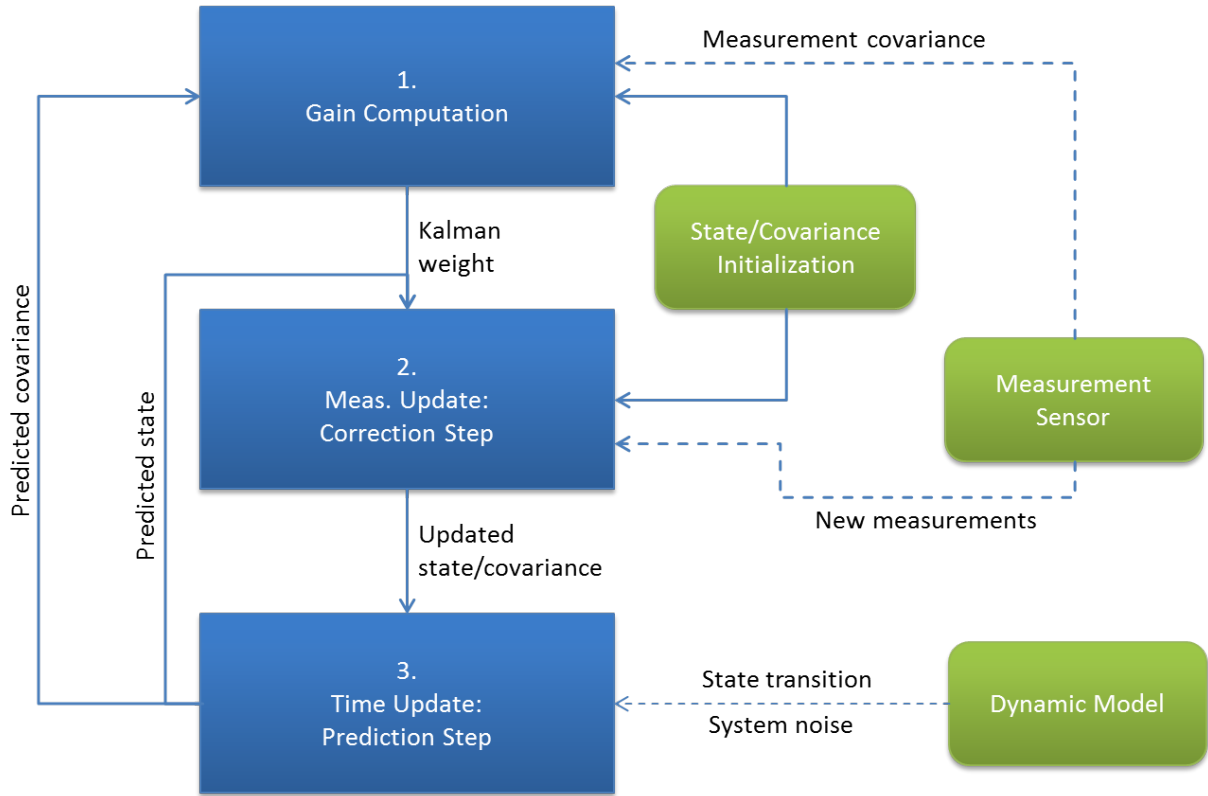 Measurement covariance
1.
Gain Computation
Kalman
weight
State/Covariance
Initialization
Predicted covariance
Predicted state
2.
Meas. Update:
Correction Step
Measurement
Sensor
New measurements
Updated
state/covariance
3.
Time Update:
Prediction Step
State transition
System noise
Dynamic Model